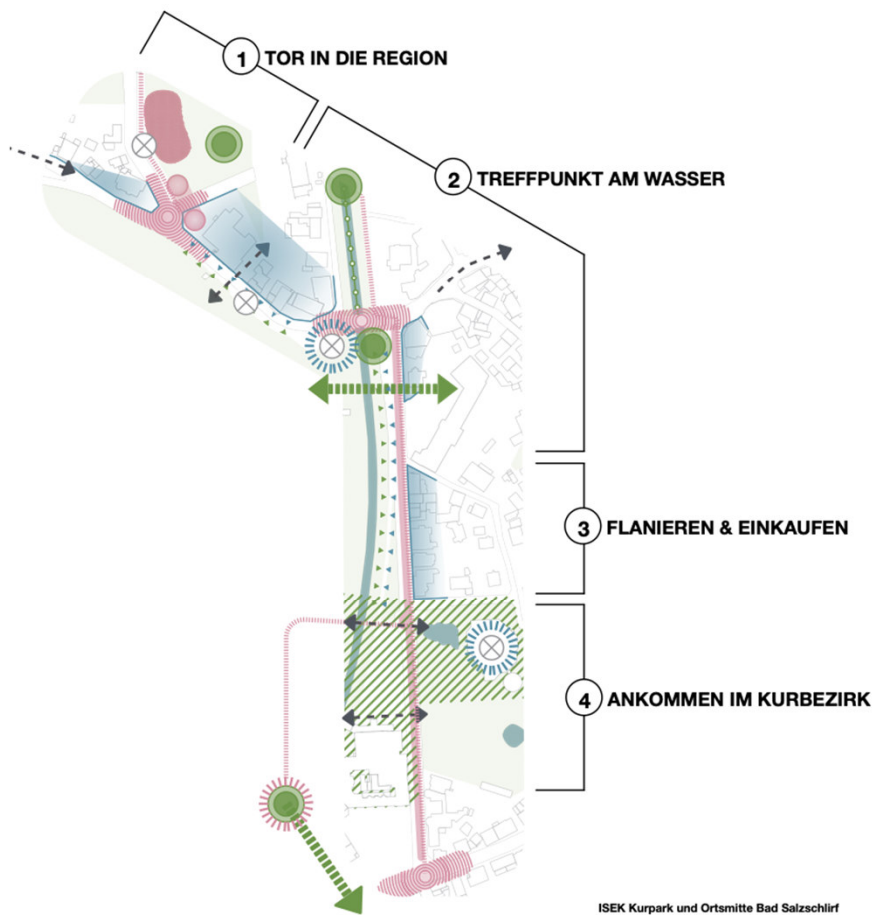 1 TOR IN DIE REGION
2 TREFFPUNKT AM WASSER
3 FLANIEREN & EINKAUFEN
4 ANKOMMEN IM KURBEZIRK
ISEK Kurpark und Ortsmitte Bad Salzschlirf